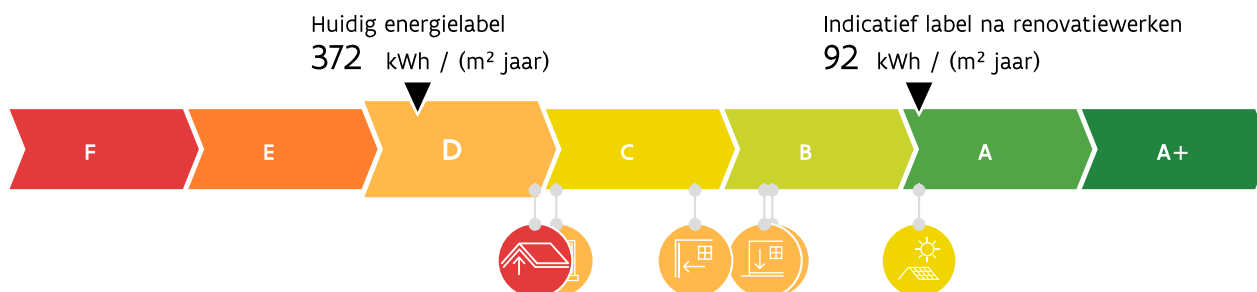 Huidig energielabel
372 kWh / (m² jaar)
Indicatief label na renovatiewerken
92 kWh / (m² jaar)
F
E
D
C
B
A
A+